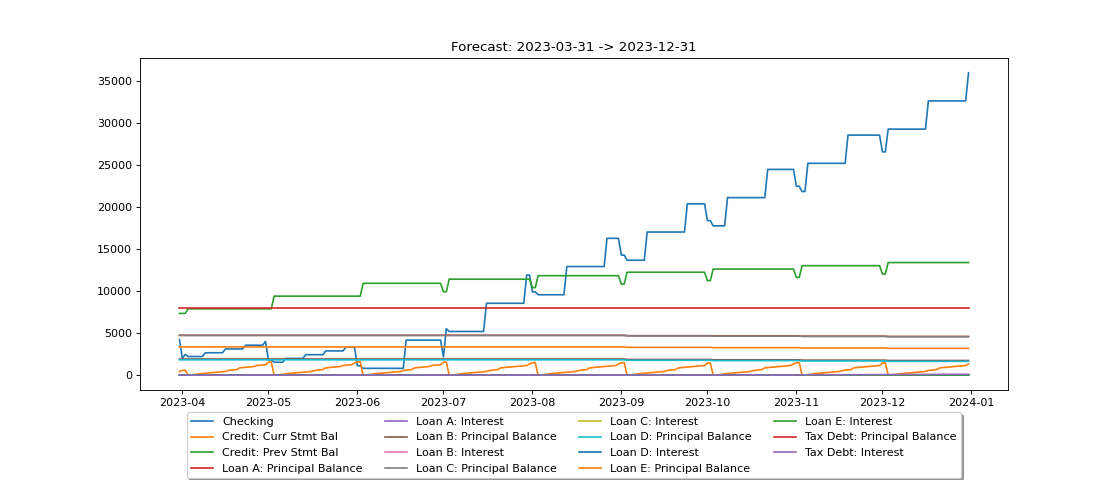 Forecast: 2023-03-31 -> 2023-12-31
35000
30000
25000
20000
15000
10000
5000
0
2023-04 2023-05 2023-06 2023-07 2023-08 2023-09 2023-10 2023-11 2023-12 2024-01
Checking Loan A: Interest Loan C: Interest Loan E: Interest
Credit: Curr Stmt Bal Loan B: Principal Balance Loan D: Principal Balance Tax Debt: Principal Balance
Credit: Prev Stmt Bal Loan B: Interest Loan D: Interest Tax Debt: Interest
Loan A: Principal Balance Loan C: Principal Balance Loan E: Principal Balance